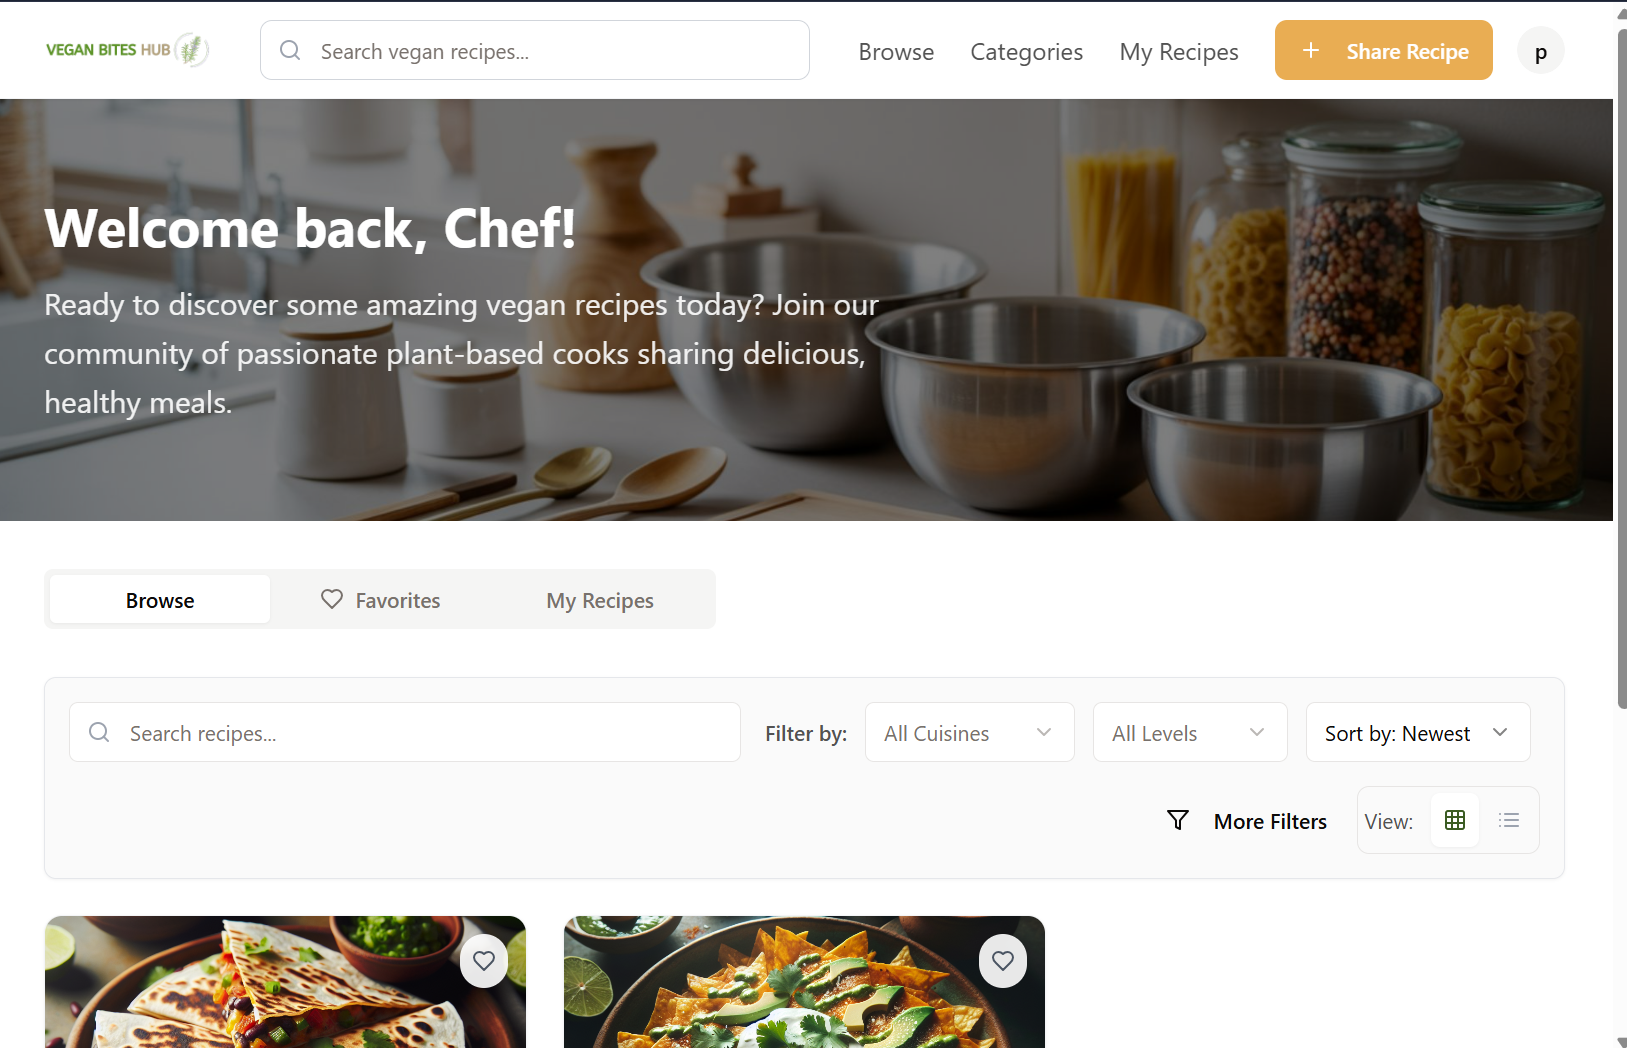 VEGAN BITES HUB
Search vegan recipes...
Browse
Categories
My Recipes
Share Recipe
p
Welcome back, Chef!
Ready to discover some amazing vegan recipes today? Join our
community of passionate plant-based cooks sharing delicious,
healthy meals.
Browse
Favorites
My Recipes
Search recipes...
Filter by:
All Cuisines
All Levels
Sort by: Newest
More Filters
View: